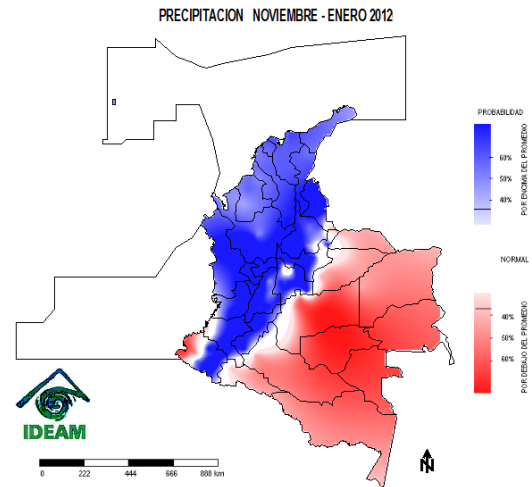 PRECIPITACION NOVIEMBRE - ENERO 2012
PROBABILIDAD
60%
50%
40%
POR ENCIMA DEL PROMEDIO
NORMAL
40%
50%
60%
POR DEBAJO DEL PROMEDIO
IDEAM
0 222 444 666 888 km
N